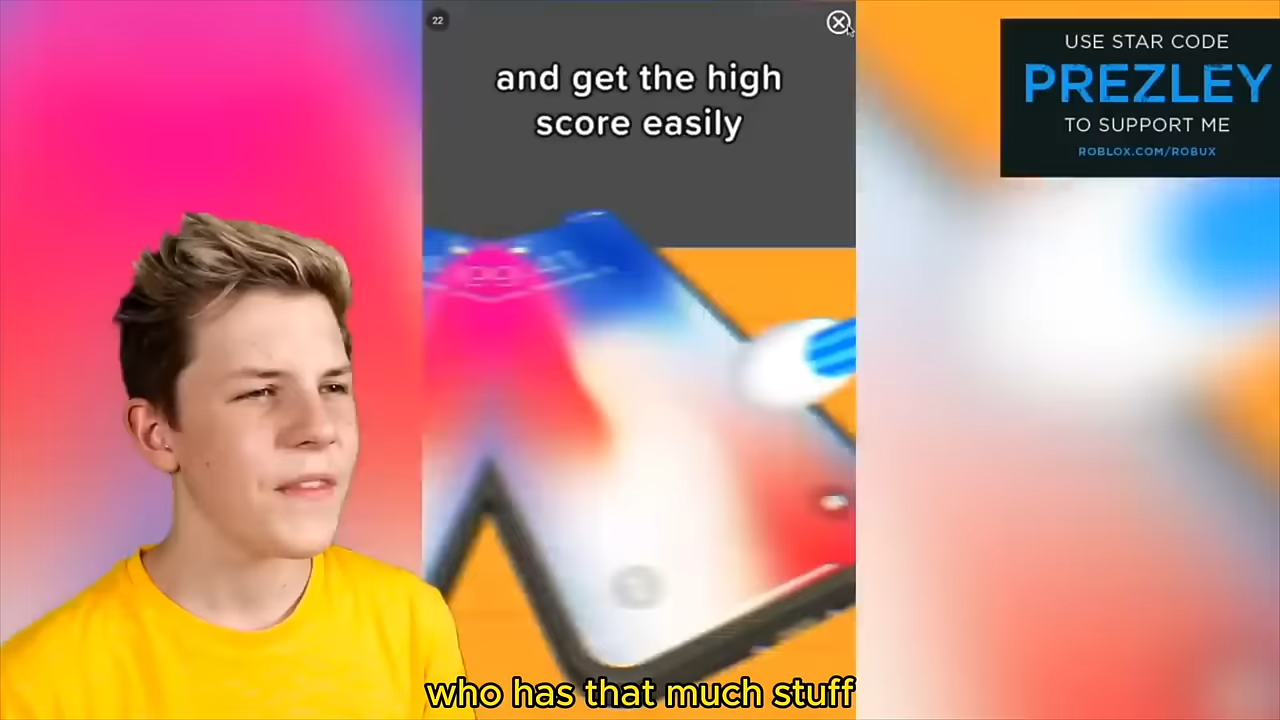 22
and get the high
score easily
USE STAR CODE
PREZLEY
TO SUPPORT ME
ROBLOX.COM/ROBUX
who has that much stuff